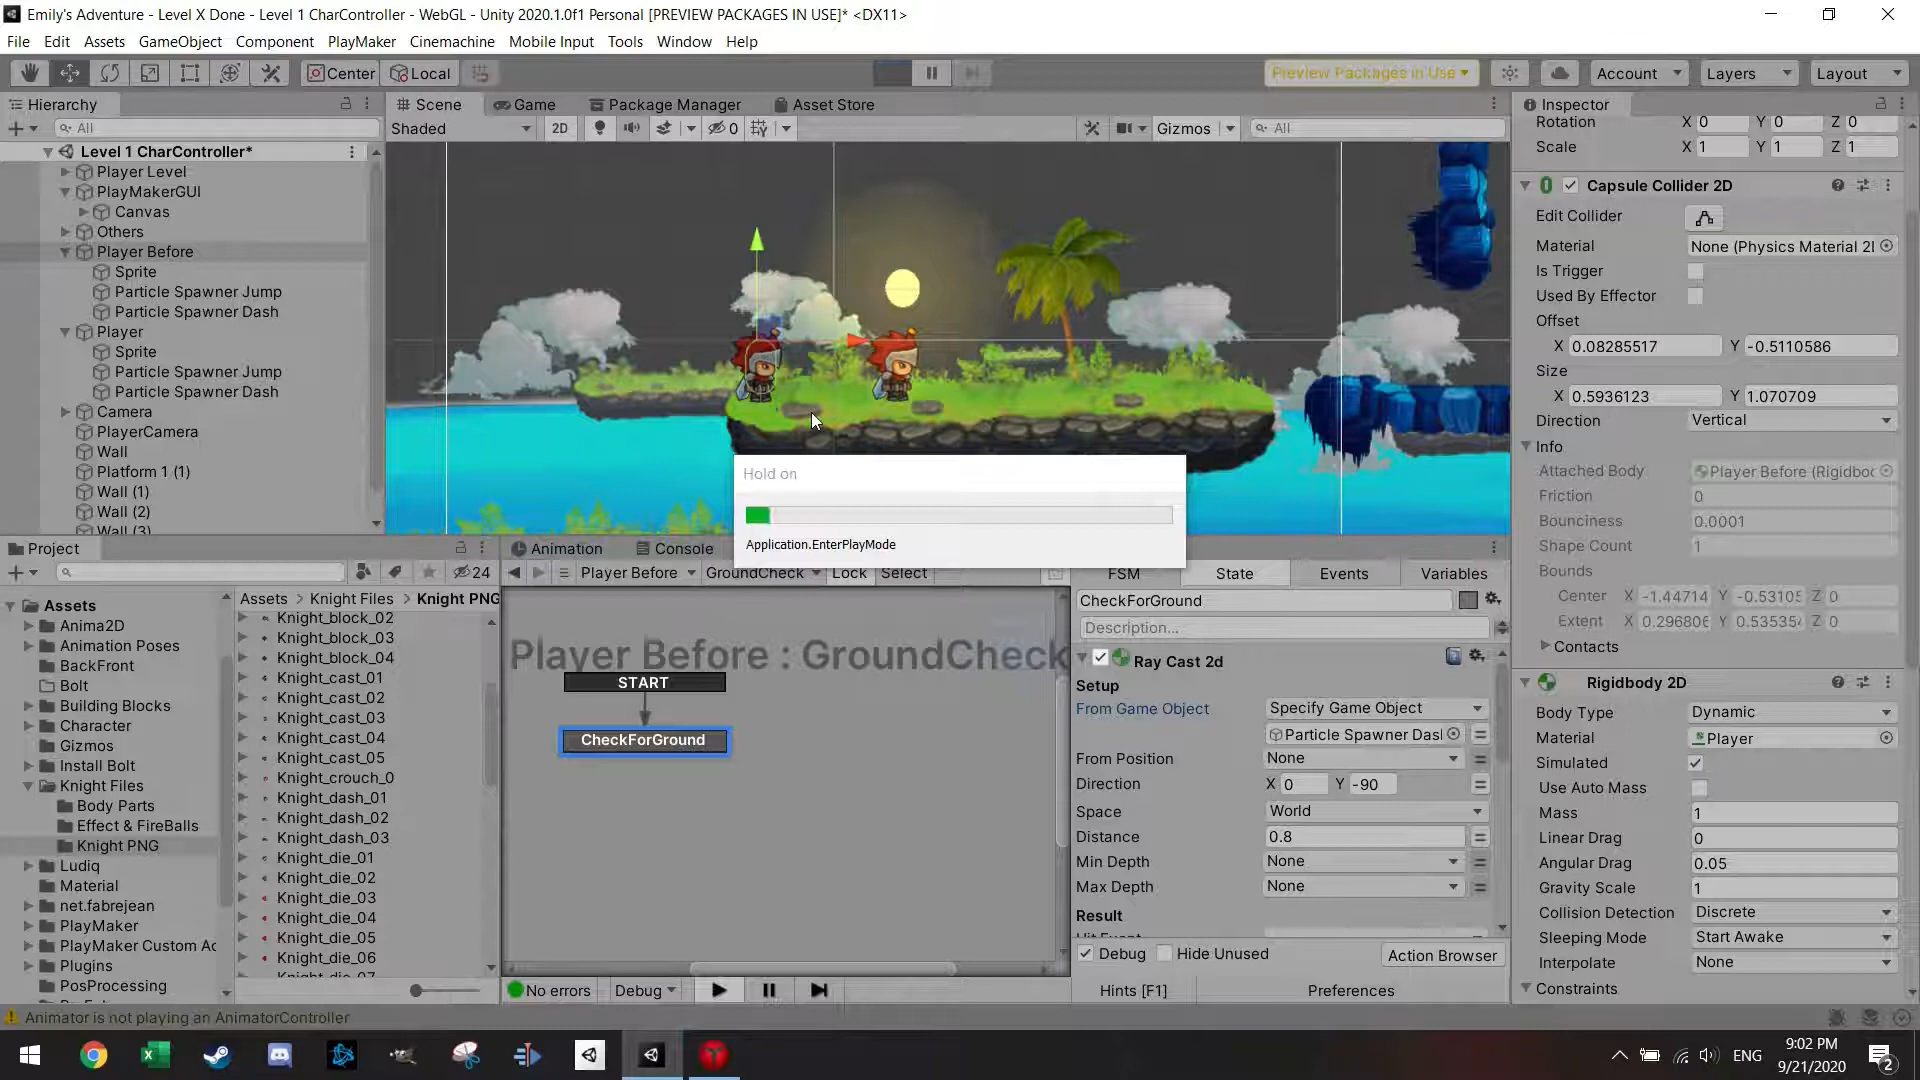 Emily's Adventure - Level X Done - Level 1 CharController - WebGL - Unity 2020.1.0f1 Personal [PREVIEW PACKAGES IN USE]* <DX11>
File Edit Assets GameObject Component PlayMaker Cinemachine Mobile Input Tools Window Help
Center Local Preview Packages in Use Account Layers Layout
Hierarchy
All
Level 1 CharController*
Player Level
PlayMakerGUI
Canvas
Others
Player Before
Sprite
Particle Spawner Jump
Particle Spawner Dash
Player
Sprite
Particle Spawner Jump
Particle Spawner Dash
Camera
PlayerCamera
Wall
Platform 1 (1)
Wall (1)
Wall (2)
Wall (3)
Scene Game Package Manager Asset Store
Shaded 2D 0 Gizmos All
Hold on
Application.EnterPlayMode
Inspector
Rotation X 0 Y 0 Z 0
Scale X 1 Y 1 Z 1
Capsule Collider 2D
Edit Collider
Material None (Physics Material 2I
Is Trigger
Used By Effector
Offset
X 0.08285517 Y -0.5110586
Size
X 0.5936123 Y 1.070709
Direction Vertical
Info
Attached Body Player Before (Rigidboc
Friction 0
Bounciness 0.0001
Shape Count 1
Bounds
Center X -1.44714 Y -0.5310 Z 0
Extent X 0.296806 Y 0.535354 Z 0
Contacts
Rigidbody 2D
Body Type Dynamic
Material Player
Simulated
Use Auto Mass
Mass 1
Linear Drag 0
Angular Drag 0.05
Gravity Scale 1
Collision Detection Discrete
Sleeping Mode Start Awake
Interpolate None
Constraints
Project
24
Assets
Anima2D
Animation Poses
BackFront
Bolt
Building Blocks
Character
Gizmos
Install Bolt
Knight Files
Body Parts
Effect & FireBalls
Knight PNG
Ludiq
Material
net.fabrejean
PlayMaker
PlayMaker Custom Ac
Plugins
PosProcessing
Assets > Knight Files > Knight PNG
Knight_block_02
Knight_block_03
Knight_block_04
Knight_cast_01
Knight_cast_02
Knight_cast_03
Knight_cast_04
Knight_cast_05
Knight_crouch_0
Knight_dash_01
Knight_dash_02
Knight_dash_03
Knight_die_01
Knight_die_02
Knight_die_03
Knight_die_04
Knight_die_05
Knight_die_06
Knight_die_07
Animation Console
Player Before GroundCheck Lock Select
Player Before : GroundCheck
START
CheckForGround
No errors Debug
FSM State Events Variables
CheckForGround
Description...
Ray Cast 2d
Setup
From Game Object Specify Game Object
Particle Spawner Dasl
From Position None
Direction X 0 Y -90
Space World
Distance 0.8
Min Depth None
Max Depth None
Result
Hit Event
Debug Hide Unused Action Browser
Hints [F1] Preferences
Animator is not playing an AnimatorController
ENG
9:02 PM
9/21/2020
2